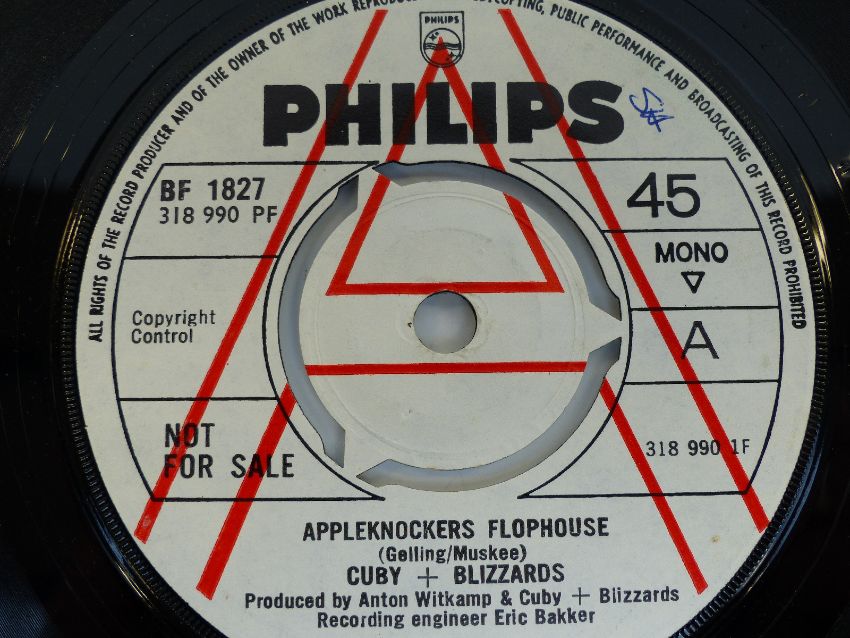 ALL RIGHTS OF THE RECORD PRODUCER AND OF THE OWNER OF THE WORK REPRODUCED COPYING, PUBLIC PERFORMANCE AND BROADCASTING OF THIS RECORD PROHIBITED
PHILIPS
PHILIPS
BF 1827
318 990 PF
45
MONO
A
Copyright
Control
NOT
FOR SALE
318 990 1F
APPLEKNOCKERS FLOPHOUSE
(Gelling/Muskee)
CUBY + BLIZZARDS
Produced by Anton Witkamp & Cuby + Blizzards
Recording engineer Eric Bakker